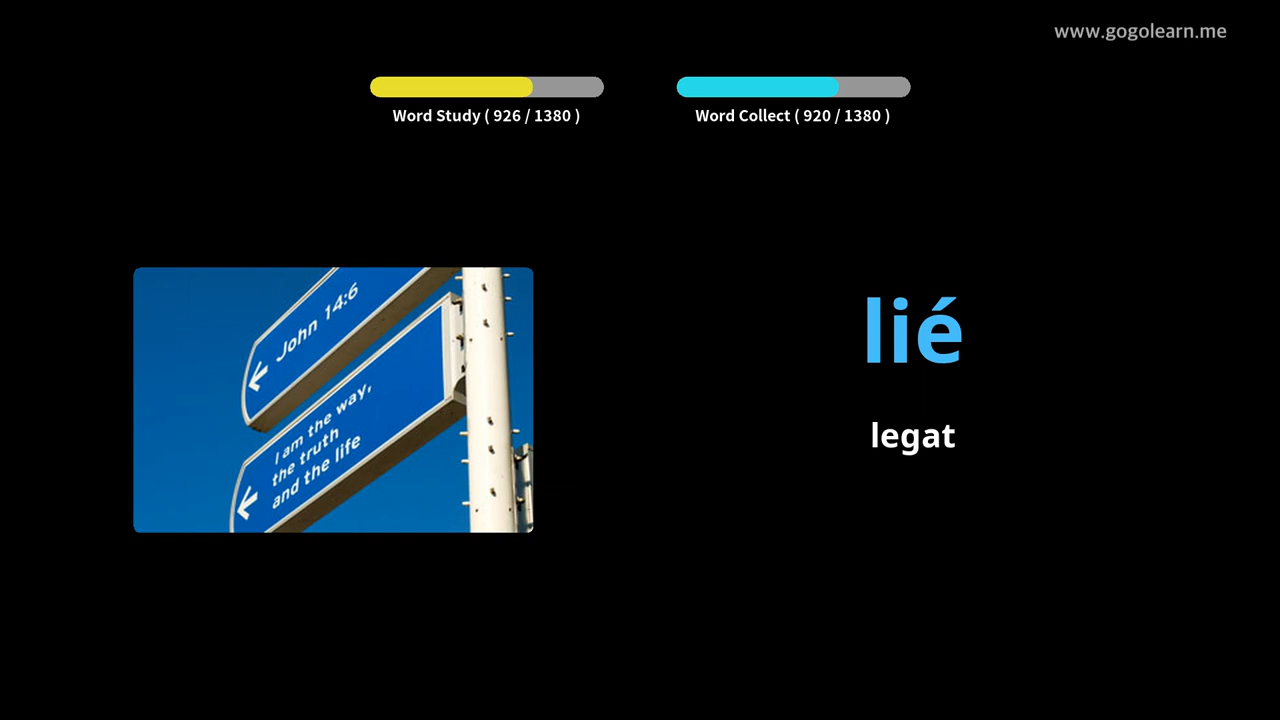 www.gogolearn.me
Word Study ( 926 / 1380 )
Word Collect ( 920 / 1380 )
John 14:6
I am the way,
the truth
and the life
lié
legat